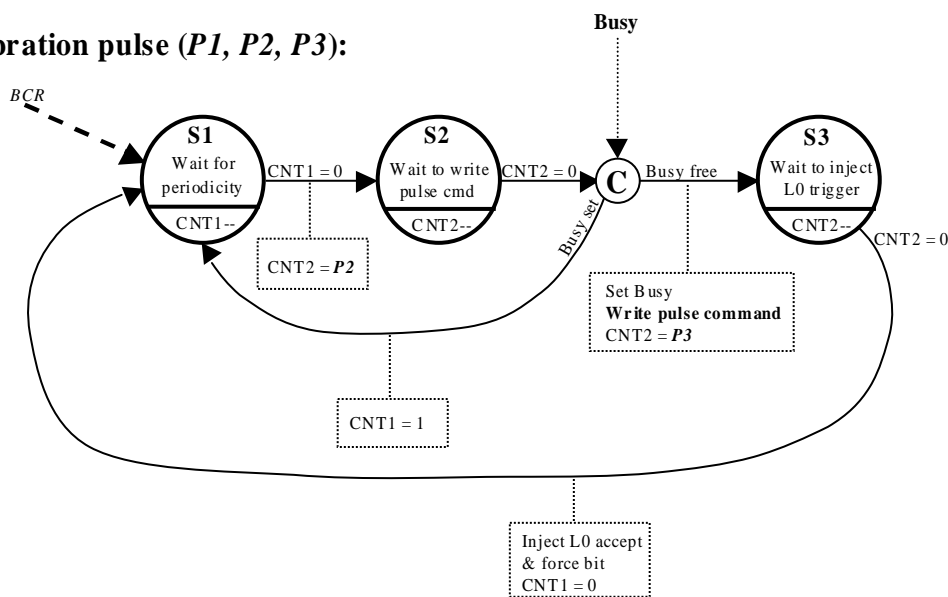 bration pulse (P1, P2, P3):
Busy
BCR
S1
Wait for
periodicity
CNT1--
CNT1 = 0
CNT2 = P2
S2
Wait to write
pulse cmd
CNT2--
CNT2 = 0
C
Busy set
Busy free
S3
Wait to inject
L0 trigger
CNT2--
CNT2 = 0
Set Busy
Write pulse command
CNT2 = P3
CNT1 = 1
Inject L0 accept
& force bit
CNT1 = 0